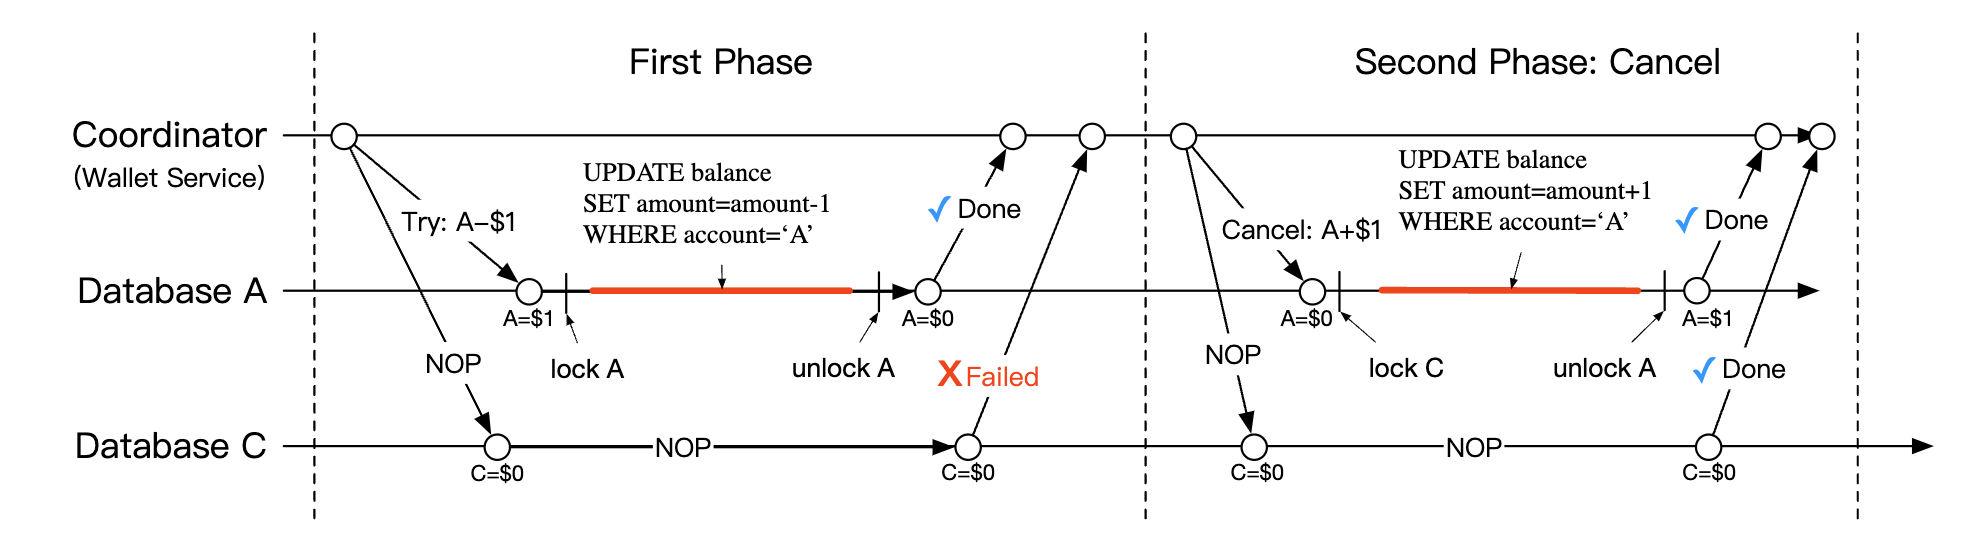 First Phase
Second Phase: Cancel
Coordinator
(Wallet Service)
UPDATE balance
SET amount=amount-1
WHERE account=‘A’
UPDATE balance
SET amount=amount+1
WHERE account=‘A’
Try: A–$1
✓ Done
Cancel: A+$1
✓ Done
Database A
A=$1
A=$0
A=$0
A=$1
lock A
unlock A
lock C
unlock A
NOP
X Failed
NOP
✓ Done
Database C
NOP
NOP
C=$0
C=$0
C=$0
C=$0